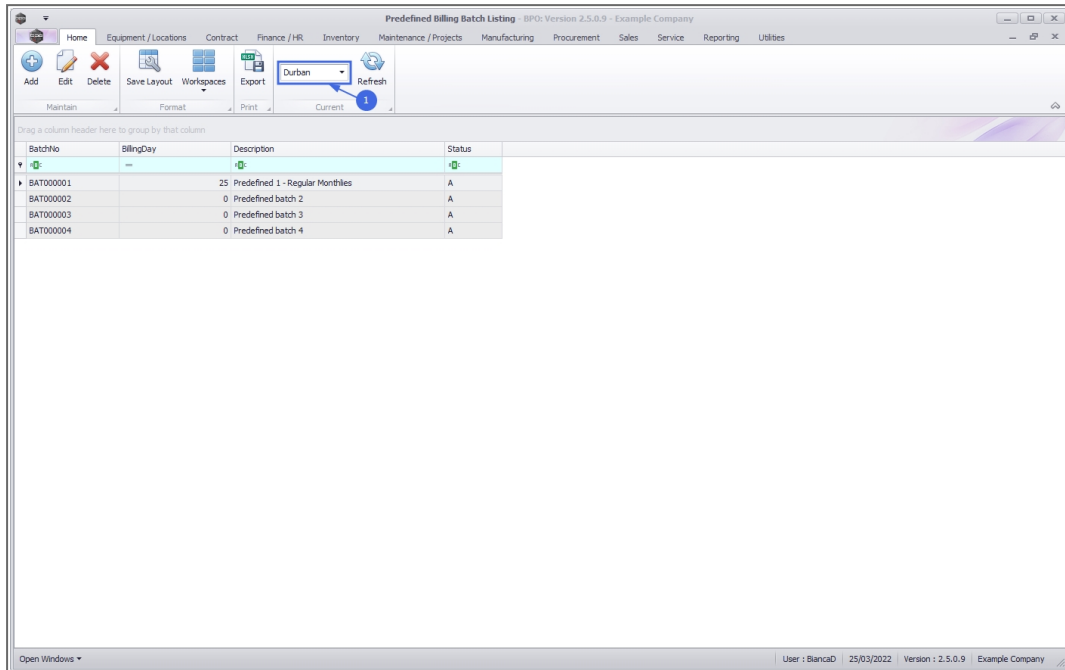 Predefined Billing Batch Listing - BPO: Version 2.5.0.9 - Example Company
Home Equipment / Locations Contract Finance / HR Inventory Maintenance / Projects Manufacturing Procurement Sales Service Reporting Utilities
Add Edit Delete Save Layout Workspaces Export Durban Refresh
1
Maintain Format Print Current
Drag a column header here to group by that column
BatchNo BillingDay Description Status
BAT000001 25 Predefined 1 - Regular Monthlies A
BAT000002 0 Predefined batch 2 A
BAT000003 0 Predefined batch 3 A
BAT000004 0 Predefined batch 4 A
Open Windows User : BiancaD 25/03/2022 Version : 2.5.0.9 Example Company